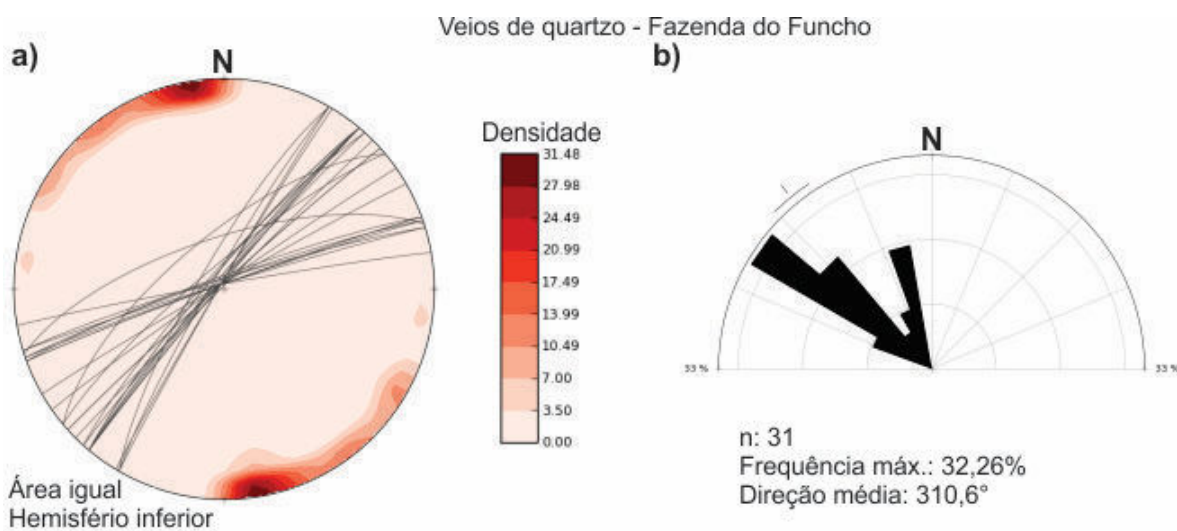 Veios de quartzo - Fazenda do Funcho
a)
N
Densidade
31.48
27.98
24.49
20.99
17.49
13.99
10.49
7.00
3.50
0.00
Área igual
Hemisfério inferior
b)
N
33 %
33 %
n: 31
Frequência máx.: 32,26%
Direção média: 310,6°